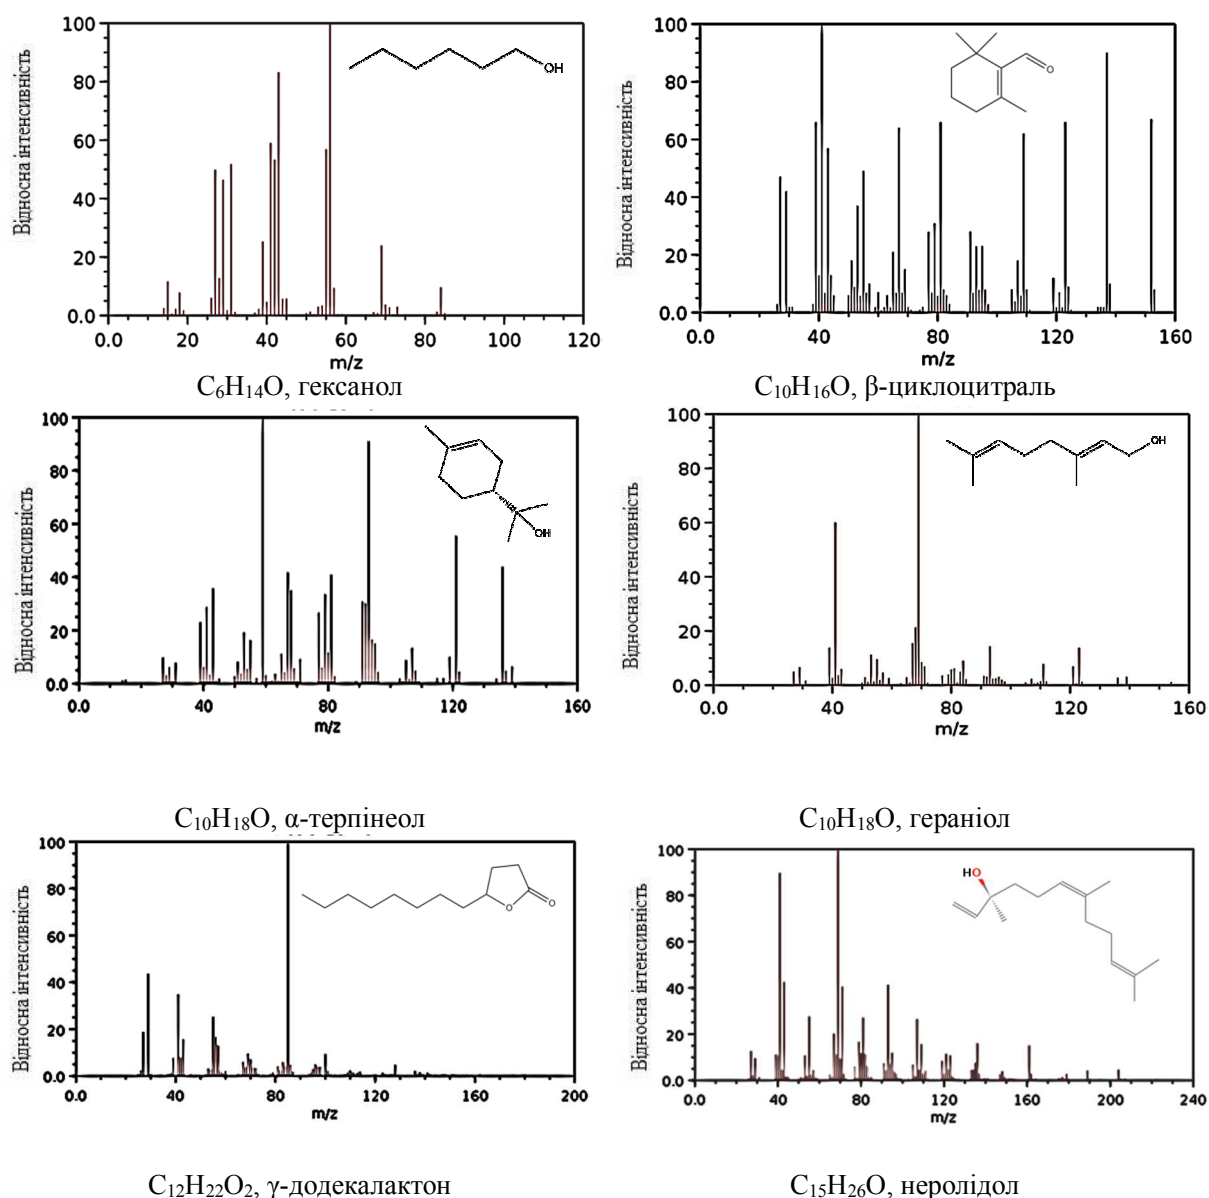 Відносна інтенсивність
100
80
60
40
20
0.0
0.0 20 40 60 80 100 120
m/z
OH
C6H14O, гексанол
Відносна інтенсивність
100
80
60
40
20
0.0
0.0 40 80 120 160
m/z
O
C10H16O, β-циклоцитраль
Відносна інтенсивність
100
80
60
40
20
0.0
0.0 40 80 120 160
m/z
OH
C10H18O, α-терпінеол
Відносна інтенсивність
100
80
60
40
20
0.0
0.0 40 80 120 160
m/z
OH
C10H18O, гераніол
Відносна інтенсивність
100
80
60
40
20
0.0
0.0 40 80 120 160 200
m/z
O O
C12H22O2, γ-додекалактон
Відносна інтенсивність
100
80
60
40
20
0.0
0.0 40 80 120 160 200 240
m/z
HO
C15H26O, неролідол